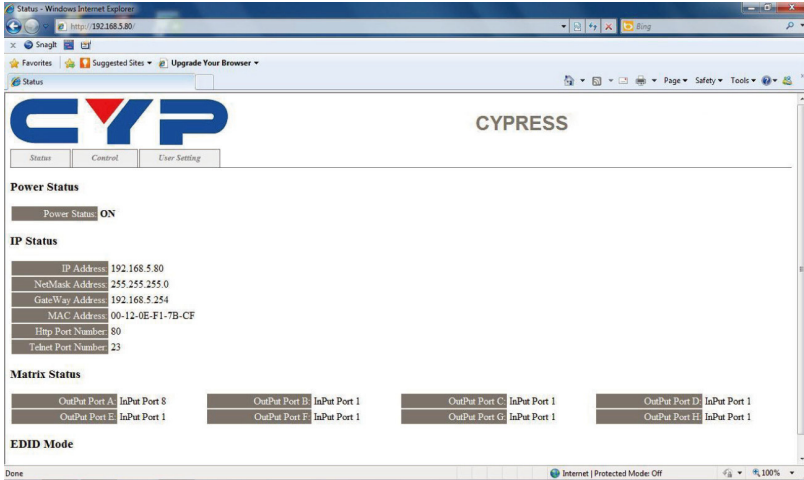 Status - Windows Internet Explorer
http://192.168.5.80/
Bing
x SnagIt
Favorites Suggested Sites Upgrade Your Browser
Status
Page Safety Tools
CYP
CYPRESS
Status Control User Setting
Power Status
Power Status: ON
IP Status
IP Address: 192.168.5.80
NetMask Address: 255.255.255.0
GateWay Address: 192.168.5.254
MAC Address: 00-12-0E-F1-7B-CF
Http Port Number: 80
Telnet Port Number: 23
Matrix Status
OutPut Port A: InPut Port 8 OutPut Port B: InPut Port 1 OutPut Port C: InPut Port 1 OutPut Port D: InPut Port 1
OutPut Port E: InPut Port 1 OutPut Port F: InPut Port 1 OutPut Port G: InPut Port 1 OutPut Port H: InPut Port 1
EDID Mode
Done Internet | Protected Mode: Off 100%